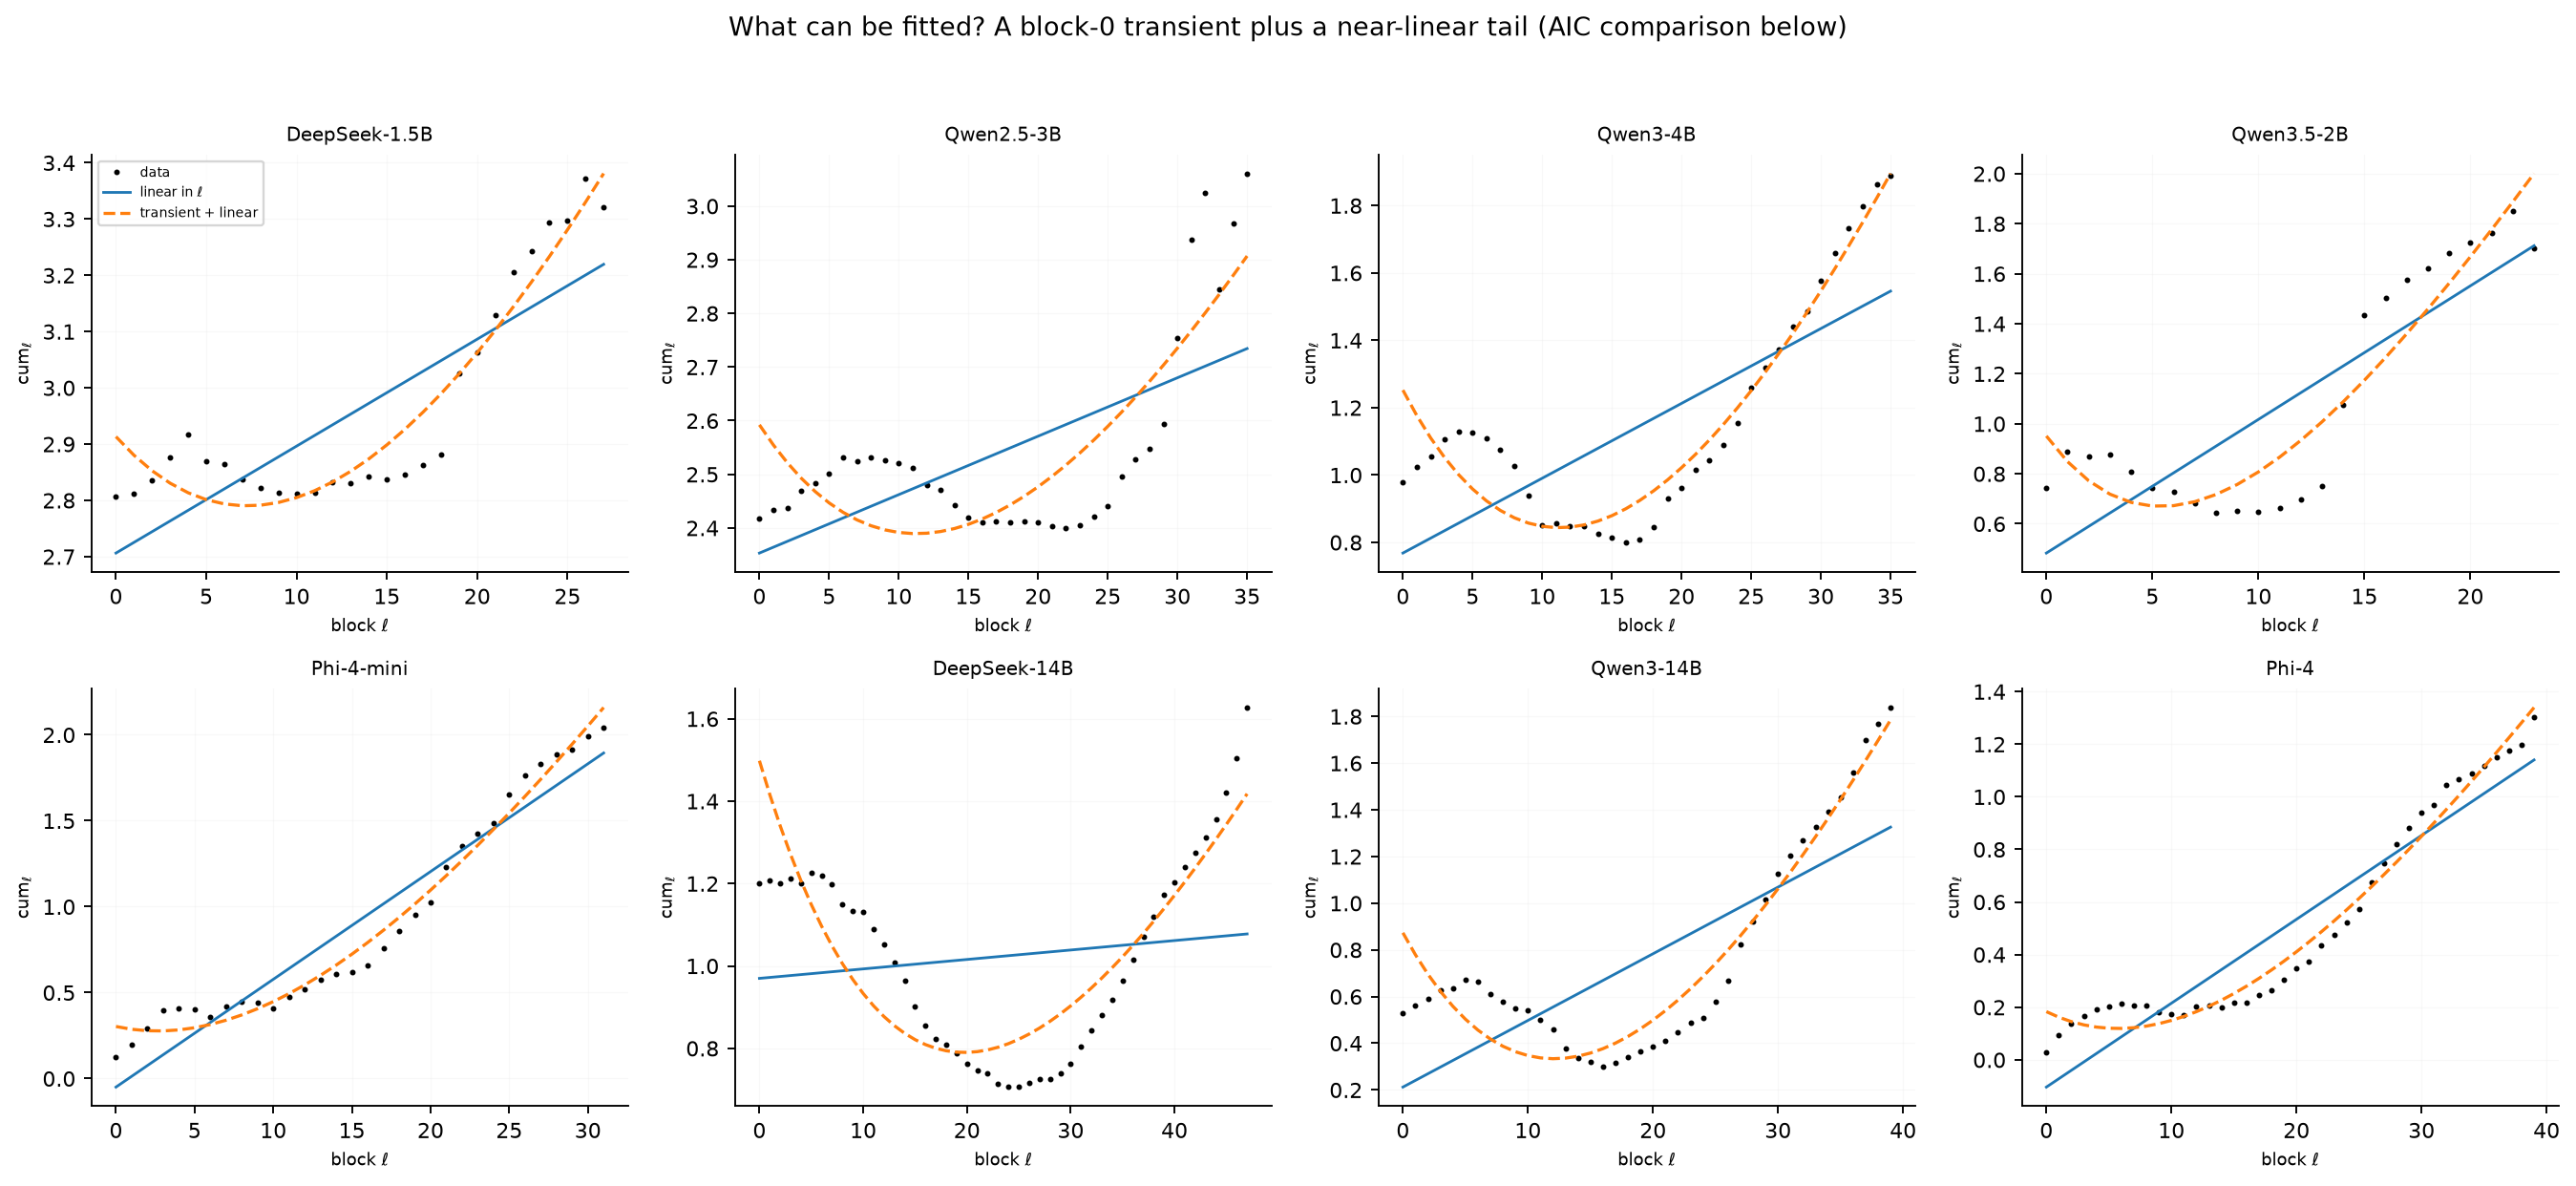 What can be fitted? A block-0 transient plus a near-linear tail (AIC comparison below)
DeepSeek-1.5B
3.4
3.3
3.2
3.1
3.0
2.9
2.8
2.7
cumℓ
data
linear in ℓ
transient + linear
0 5 10 15 20 25
block ℓ
Qwen2.5-3B
3.0
2.9
2.8
2.7
2.6
2.5
2.4
cumℓ
0 5 10 15 20 25 30 35
block ℓ
Qwen3-4B
1.8
1.6
1.4
1.2
1.0
0.8
cumℓ
0 5 10 15 20 25 30 35
block ℓ
Qwen3.5-2B
2.0
1.8
1.6
1.4
1.2
1.0
0.8
0.6
cumℓ
0 5 10 15 20
block ℓ
Phi-4-mini
2.0
1.5
1.0
0.5
0.0
cumℓ
0 5 10 15 20 25 30
block ℓ
DeepSeek-14B
1.6
1.4
1.2
1.0
0.8
cumℓ
0 10 20 30 40
block ℓ
Qwen3-14B
1.8
1.6
1.4
1.2
1.0
0.8
0.6
0.4
0.2
cumℓ
0 10 20 30 40
block ℓ
Phi-4
1.4
1.2
1.0
0.8
0.6
0.4
0.2
0.0
cumℓ
0 10 20 30 40
block ℓ